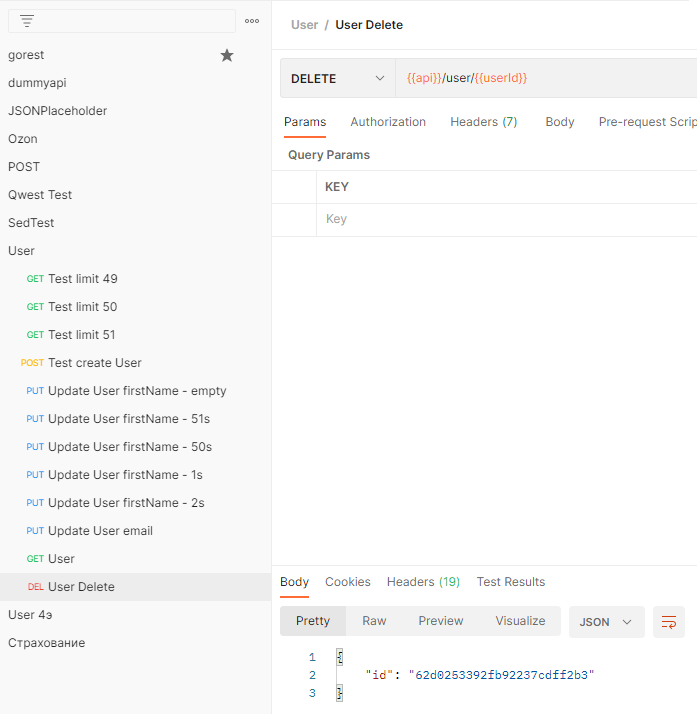 gorest
dummyapi
JSONPlaceholder
Ozon
POST
Qwest Test
SedTest
User
GET Test limit 49
GET Test limit 50
GET Test limit 51
POST Test create User
PUT Update User firstName - empty
PUT Update User firstName - 51s
PUT Update User firstName - 50s
PUT Update User firstName - 1s
PUT Update User firstName - 2s
PUT Update User email
GET User
DEL User Delete
User 4э
Страхование
User / User Delete
DELETE {{api}}/user/{{userId}}
Params Authorization Headers (7) Body Pre-request Scrip
Query Params
KEY
Key
Body Cookies Headers (19) Test Results
Pretty Raw Preview Visualize JSON
1 {
2 "id": "62d0253392fb92237cdff2b3"
3 }